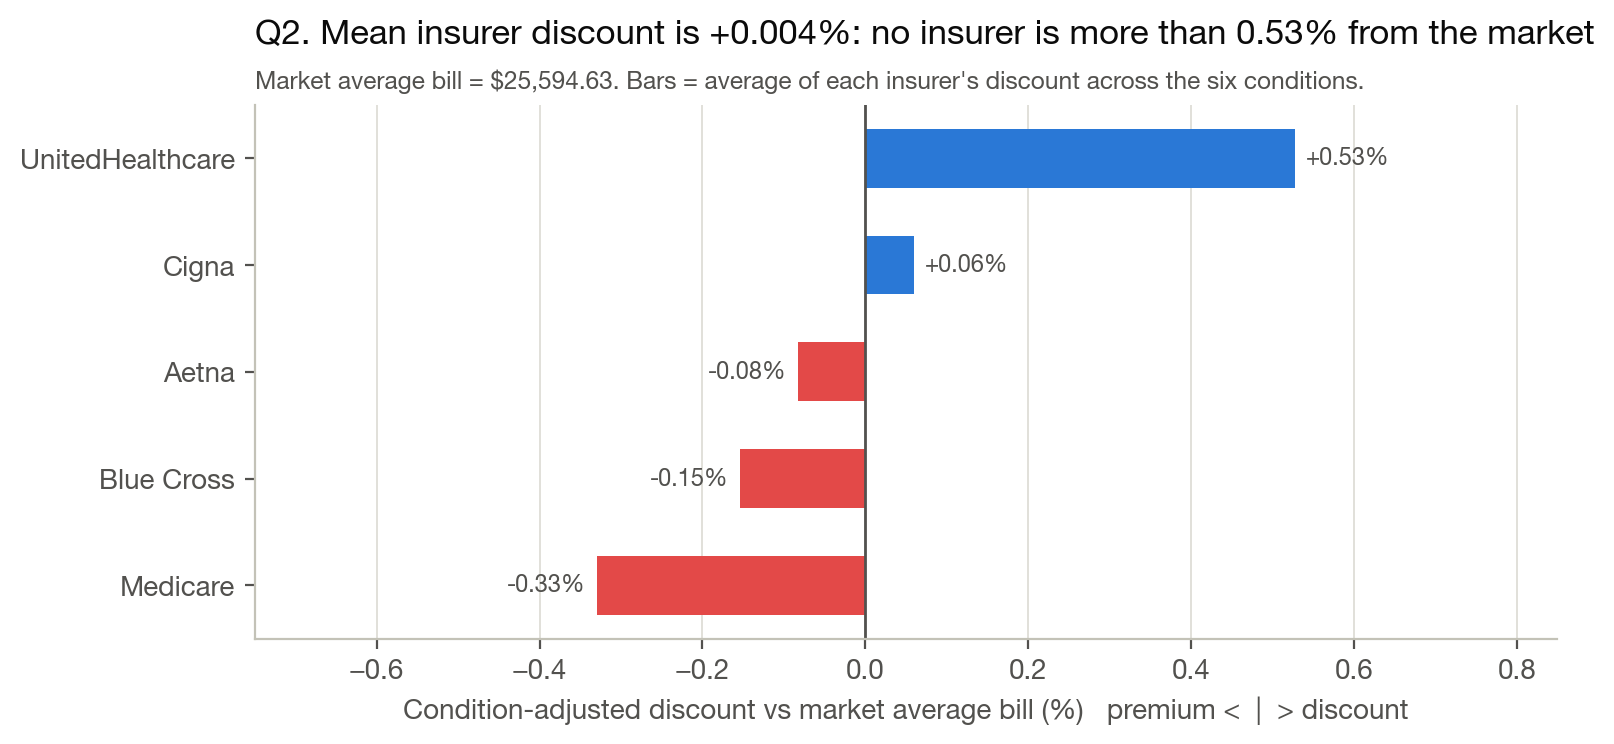 Q2. Mean insurer discount is +0.004%: no insurer is more than 0.53% from the market
Market average bill = $25,594.63. Bars = average of each insurer's discount across the six conditions.
UnitedHealthcare
+0.53%
Cigna
+0.06%
Aetna
-0.08%
Blue Cross
-0.15%
Medicare
-0.33%
−0.6 −0.4 −0.2 0.0 0.2 0.4 0.6 0.8
Condition-adjusted discount vs market average bill (%) premium < | > discount